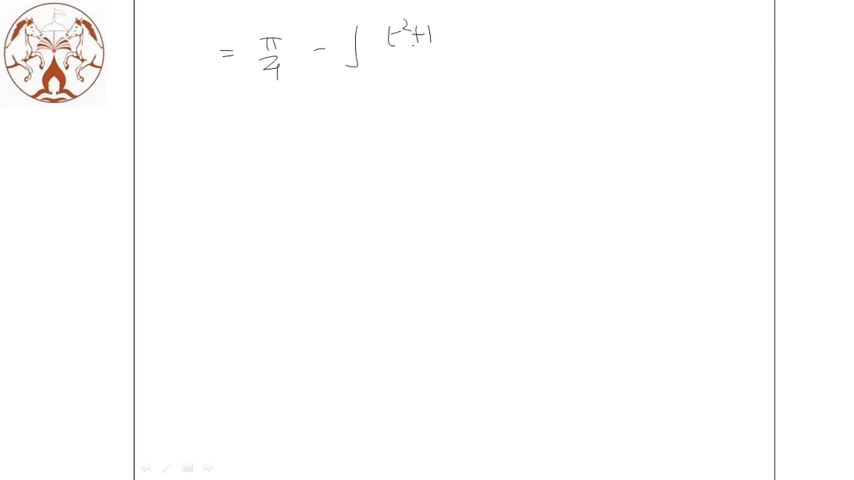 = π/4 - ∫ t²+1